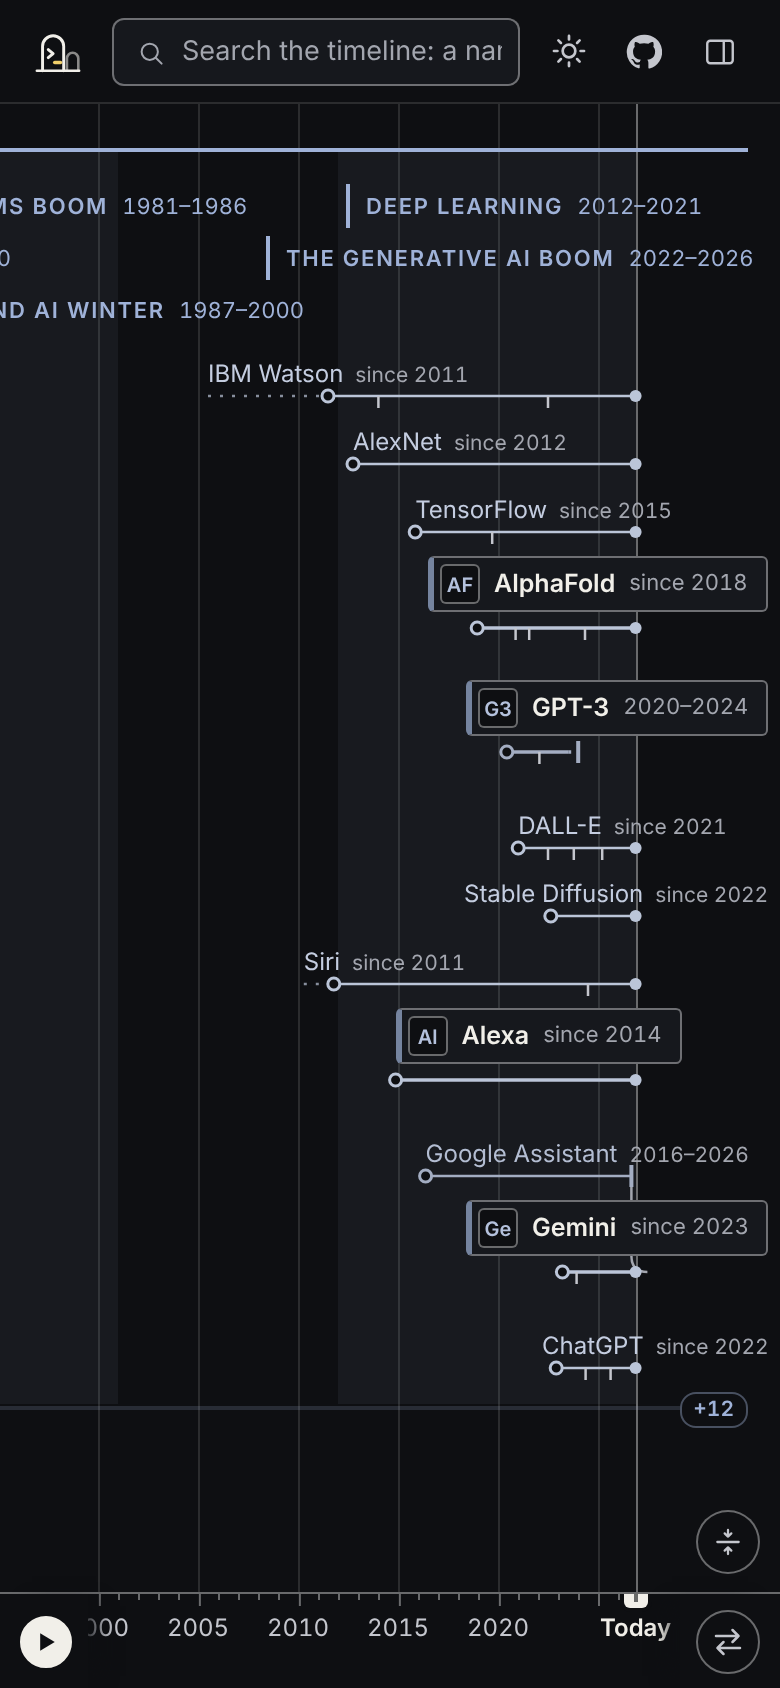 Search the timeline: a nar
MS BOOM 1981–1986
DEEP LEARNING 2012–2021
0
THE GENERATIVE AI BOOM 2022–2026
ND AI WINTER 1987–2000
IBM Watson since 2011
AlexNet since 2012
TensorFlow since 2015
AF AlphaFold since 2018
G3 GPT-3 2020–2024
DALL-E since 2021
Stable Diffusion since 2022
Siri since 2011
Al Alexa since 2014
Google Assistant 2016–2026
Ge Gemini since 2023
ChatGPT since 2022
+12
000 2005 2010 2015 2020 Today